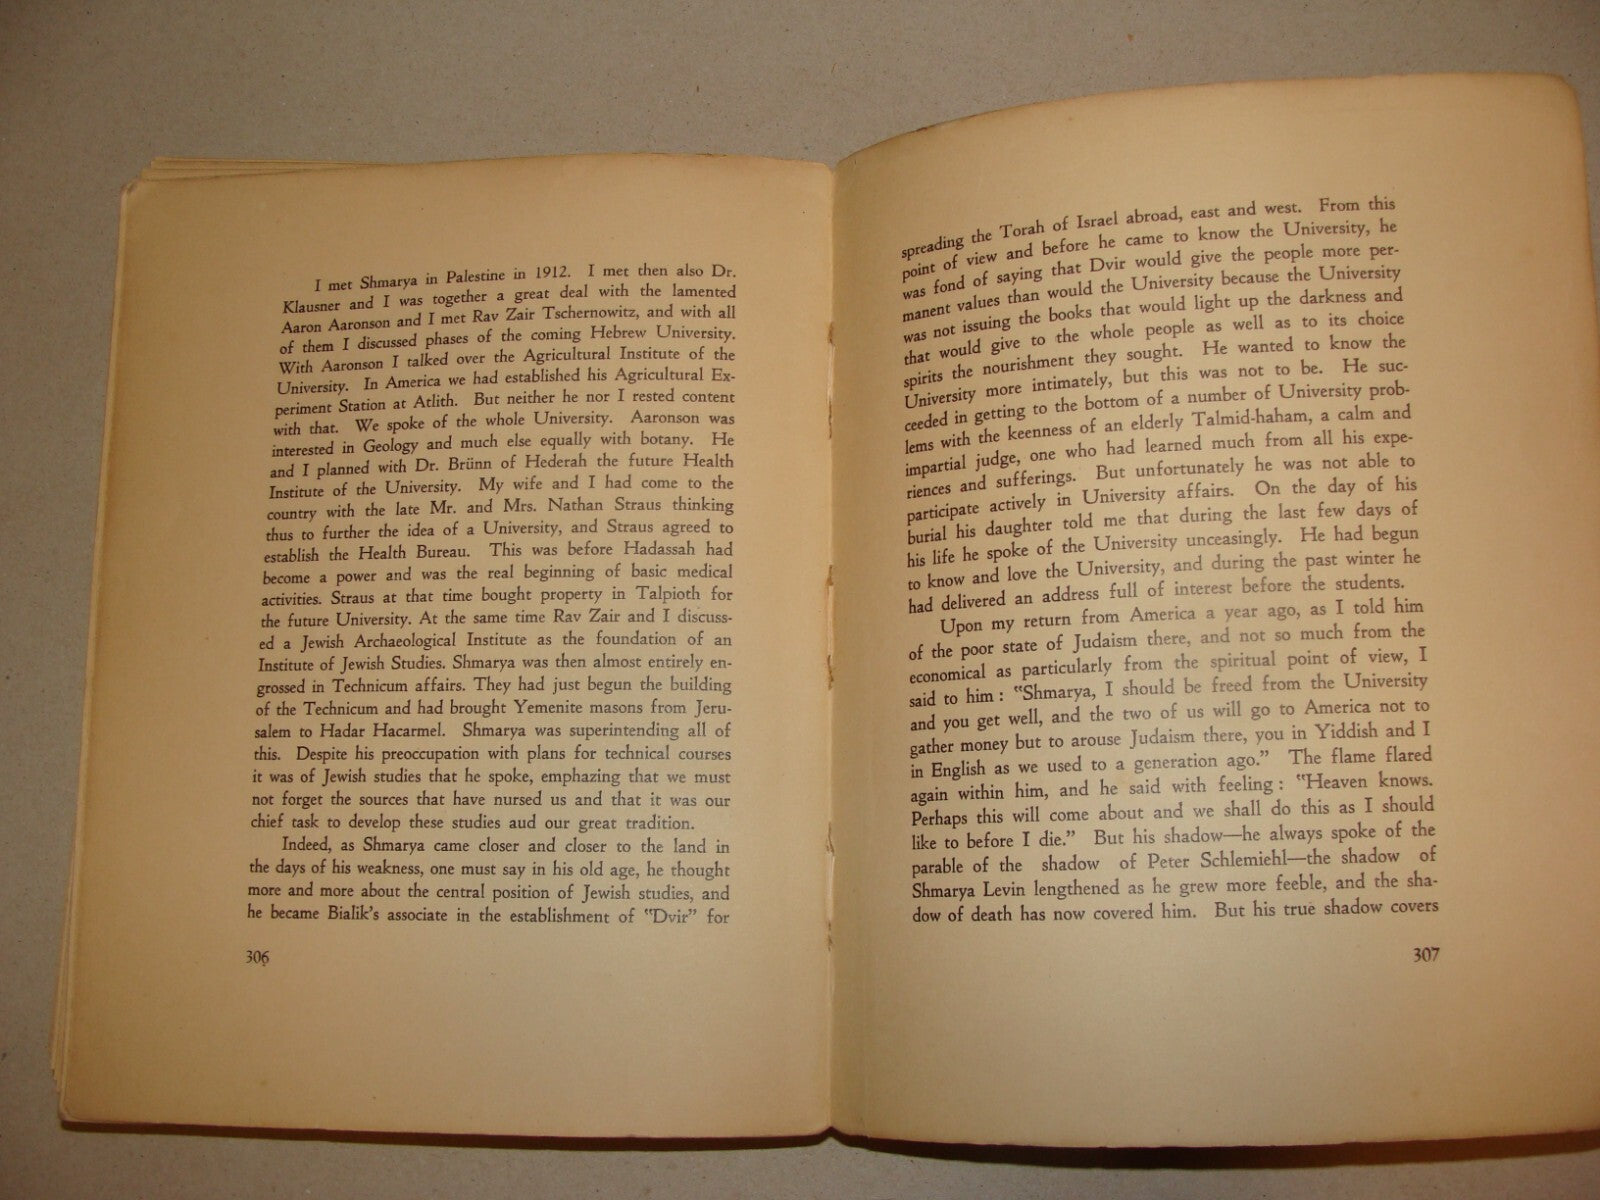 I met Shmarya in Palestine in 1912. I met then also Dr.
Klausner and I was together a great deal with the lamented
Aaron Aaronson and I met Rav Zair Tschernowitz, and with all
of them I discussed phases of the coming Hebrew University.
With Aaronson I talked over the Agricultural Institute of the
University. In America we had established his Agricultural Ex-
periment Station at Atlith. But neither he nor I rested content
with that. We spoke of the whole University. Aaronson was
interested in Geology and much else equally with botany. He
and I planned with Dr. Brünn of Hederah the future Health
Institute of the University. My wife and I had come to the
country with the late Mr. and Mrs. Nathan Straus thinking
thus to further the idea of a University, and Straus agreed to
establish the Health Bureau. This was before Hadassah had
become a power and was the real beginning of basic medical
activities. Straus at that time bought property in Talpioth for
the future University. At the same time Rav Zair and I discuss-
ed a Jewish Archaeological Institute as the foundation of an
Institute of Jewish Studies. Shmarya was then almost entirely en-
grossed in Technicum affairs. They had just begun the building
of the Technicum and had brought Yemenite masons from Jeru-
salem to Hadar Hacarmel. Shmarya was superintending all of
this. Despite his preoccupation with plans for technical courses
it was of Jewish studies that he spoke, emphazing that we must
not forget the sources that have nursed us and that it was our
chief task to develop these studies aud our great tradition.
Indeed, as Shmarya came closer and closer to the land in
the days of his weakness, one must say in his old age, he thought
more and more about the central position of Jewish studies, and
he became Bialik's associate in the establishment of "Dvir" for
306
spreading the Torah of Israel abroad, east and west. From this
point of view and before he came to know the University, he
was fond of saying that Dvir would give the people more per-
manent values than would the University because the University
was not issuing the books that would light up the darkness and
that would give to the whole people as well as to its choice
spirits the nourishment they sought. He wanted to know the
University more intimately, but this was not to be. He suc-
ceeded in getting to the bottom of a number of University prob-
lems with the keenness of an elderly Talmid-haham, a calm and
impartial judge, one who had learned much from all his expe-
riences and sufferings. But unfortunately he was not able to
participate actively in University affairs. On the day of his
burial his daughter told me that during the last few days of
his life he spoke of the University unceasingly. He had begun
to know and love the University, and during the past winter he
had delivered an address full of interest before the students.
Upon my return from America a year ago, as I told him
of the poor state of Judaism there, and not so much from the
economical as particularly from the spiritual point of view, I
said to him : "Shmarya, I should be freed from the University
and you get well, and the two of us will go to America not to
gather money but to arouse Judaism there, you in Yiddish and I
in English as we used to a generation ago." The flame flared
again within him, and he said with feeling : "Heaven knows.
Perhaps this will come about and we shall do this as I should
like to before I die." But his shadow—he always spoke of the
parable of the shadow of Peter Schlemiehl—the shadow of
Shmarya Levin lengthened as he grew more feeble, and the sha-
dow of death has now covered him. But his true shadow covers
307